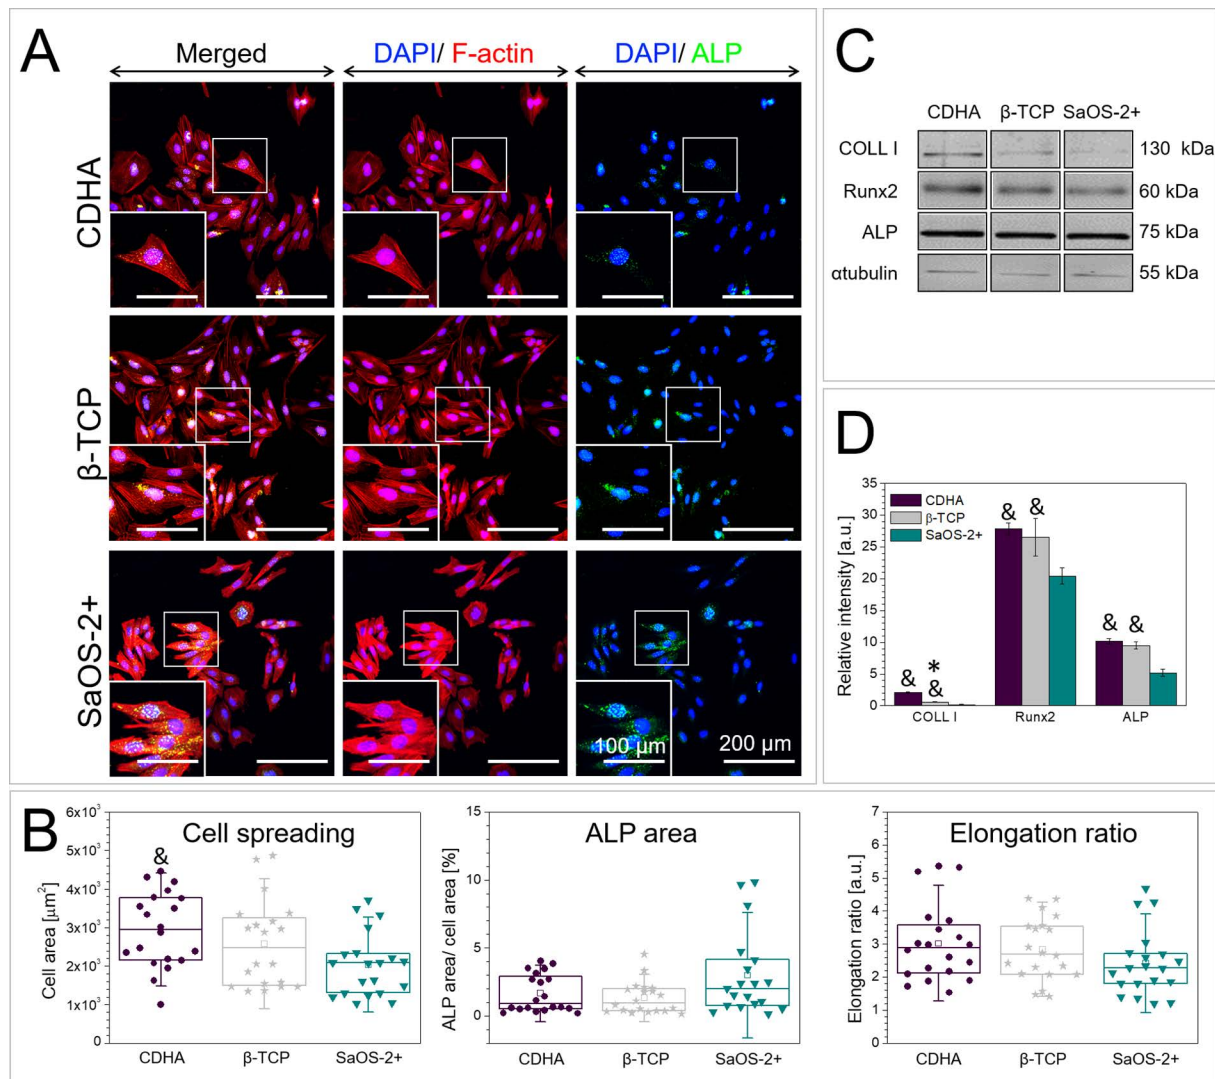 A
Merged
DAPI/ F-actin
DAPI/ ALP
CDHA
β-TCP
SaOS-2+
100 µm
200 µm
C
CDHA
β-TCP
SaOS-2+
COLL I
130 kDa
Runx2
60 kDa
ALP
75 kDa
αtubulin
55 kDa
D
Relative intensity [a.u.]
35
30
25
20
15
10
5
0
CDHA
β-TCP
SaOS-2+
& & * & & & &
COLL I
Runx2
ALP
B
Cell spreading
Cell area [µm²]
6x10³
5x10³
4x10³
3x10³
2x10³
1x10³
0
&
CDHA
β-TCP
SaOS-2+
ALP area
ALP area/ cell area [%]
15
10
5
0
CDHA
β-TCP
SaOS-2+
Elongation ratio
Elongation ratio [a.u.]
7
6
5
4
3
2
1
0
CDHA
β-TCP
SaOS-2+